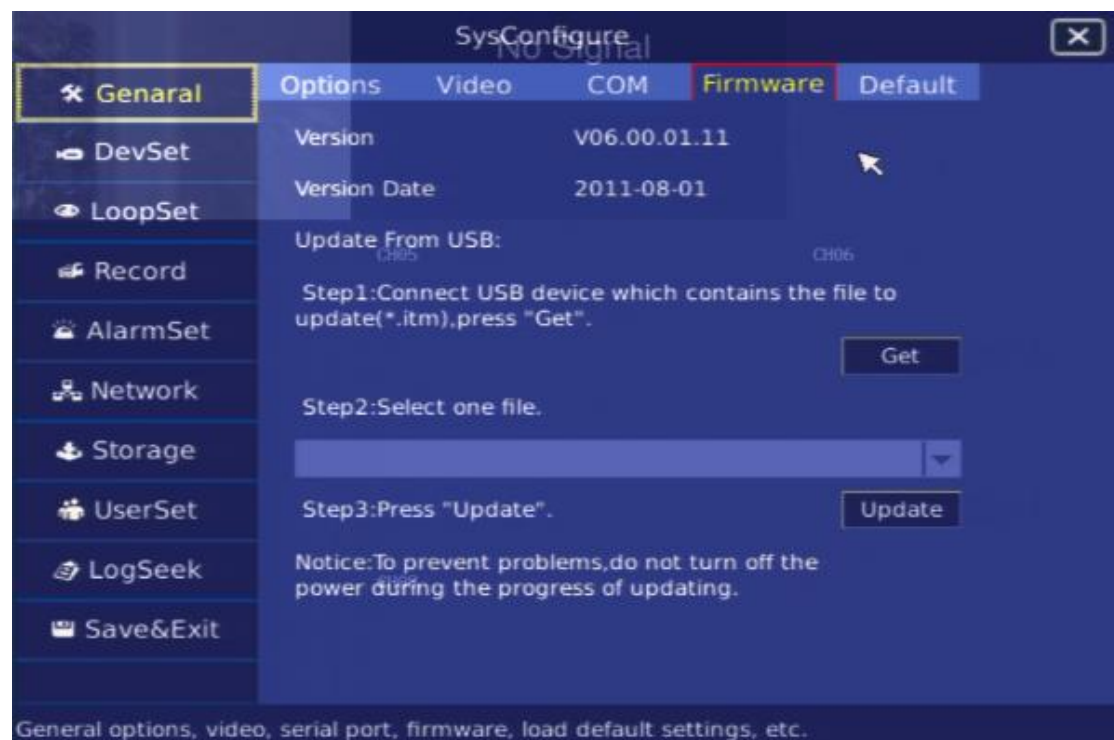 SysConfigure
No Signal
Genaral
Options Video COM Firmware Default
DevSet
Version V06.00.01.11
Version Date 2011-08-01
LoopSet
Update From USB:
CH05 CH06
Record
Step1:Connect USB device which contains the file to
update(*.itm),press "Get".
AlarmSet
Get
Network
Step2:Select one file.
Storage
UserSet
Step3:Press "Update".
Update
LogSeek
Notice:To prevent problems,do not turn off the
power during the progress of updating.
Save&Exit
General options, video, serial port, firmware, load default settings, etc.